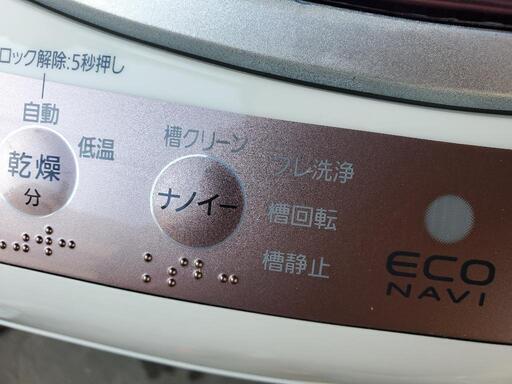 ロック解除:5秒押し
自動
乾燥
分
低温
槽クリーン
ナノイー
プレ洗浄
槽回転
槽静止
ECO
NAVI